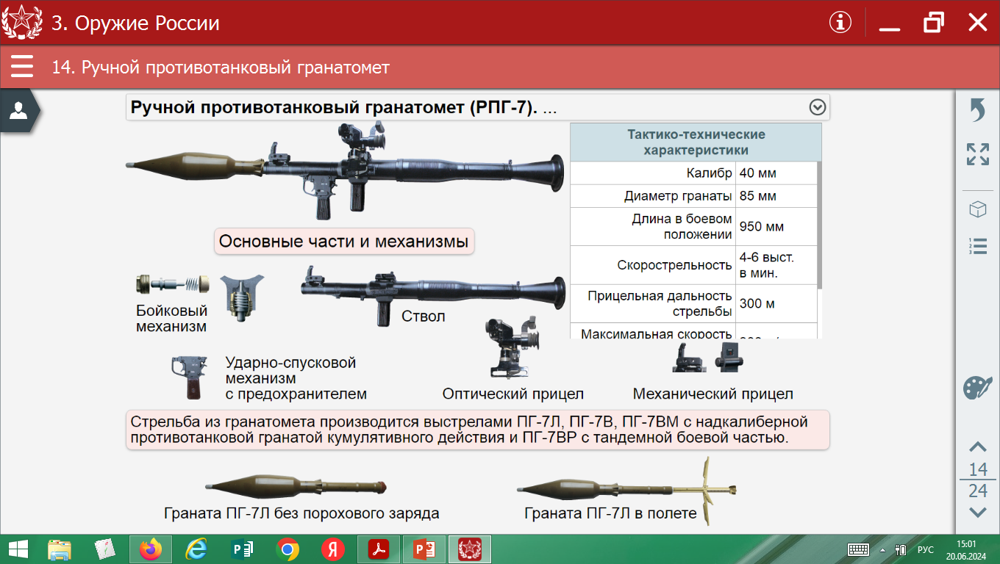 3. Оружие России
14. Ручной противотанковый гранатомет
Ручной противотанковый гранатомет (РПГ-7). ...
Тактико-технические
характеристики
Калибр 40 мм
Диаметр гранаты 85 мм
Длина в боевом
положении 950 мм
Скорострельность 4-6 выст.
в мин.
Прицельная дальность
стрельбы 300 м
Максимальная скорость
Основные части и механизмы
Бойковый
механизм
Ствол
Ударно-спусковой
механизм
с предохранителем
Оптический прицел
Механический прицел
Стрельба из гранатомета производится выстрелами ПГ-7Л, ПГ-7В, ПГ-7ВМ с надкалиберной
противотанковой гранатой кумулятивного действия и ПГ-7ВР с тандемной боевой частью.
Граната ПГ-7Л без порохового заряда
Граната ПГ-7Л в полете
14
24
РУС
15:01
20.06.2024